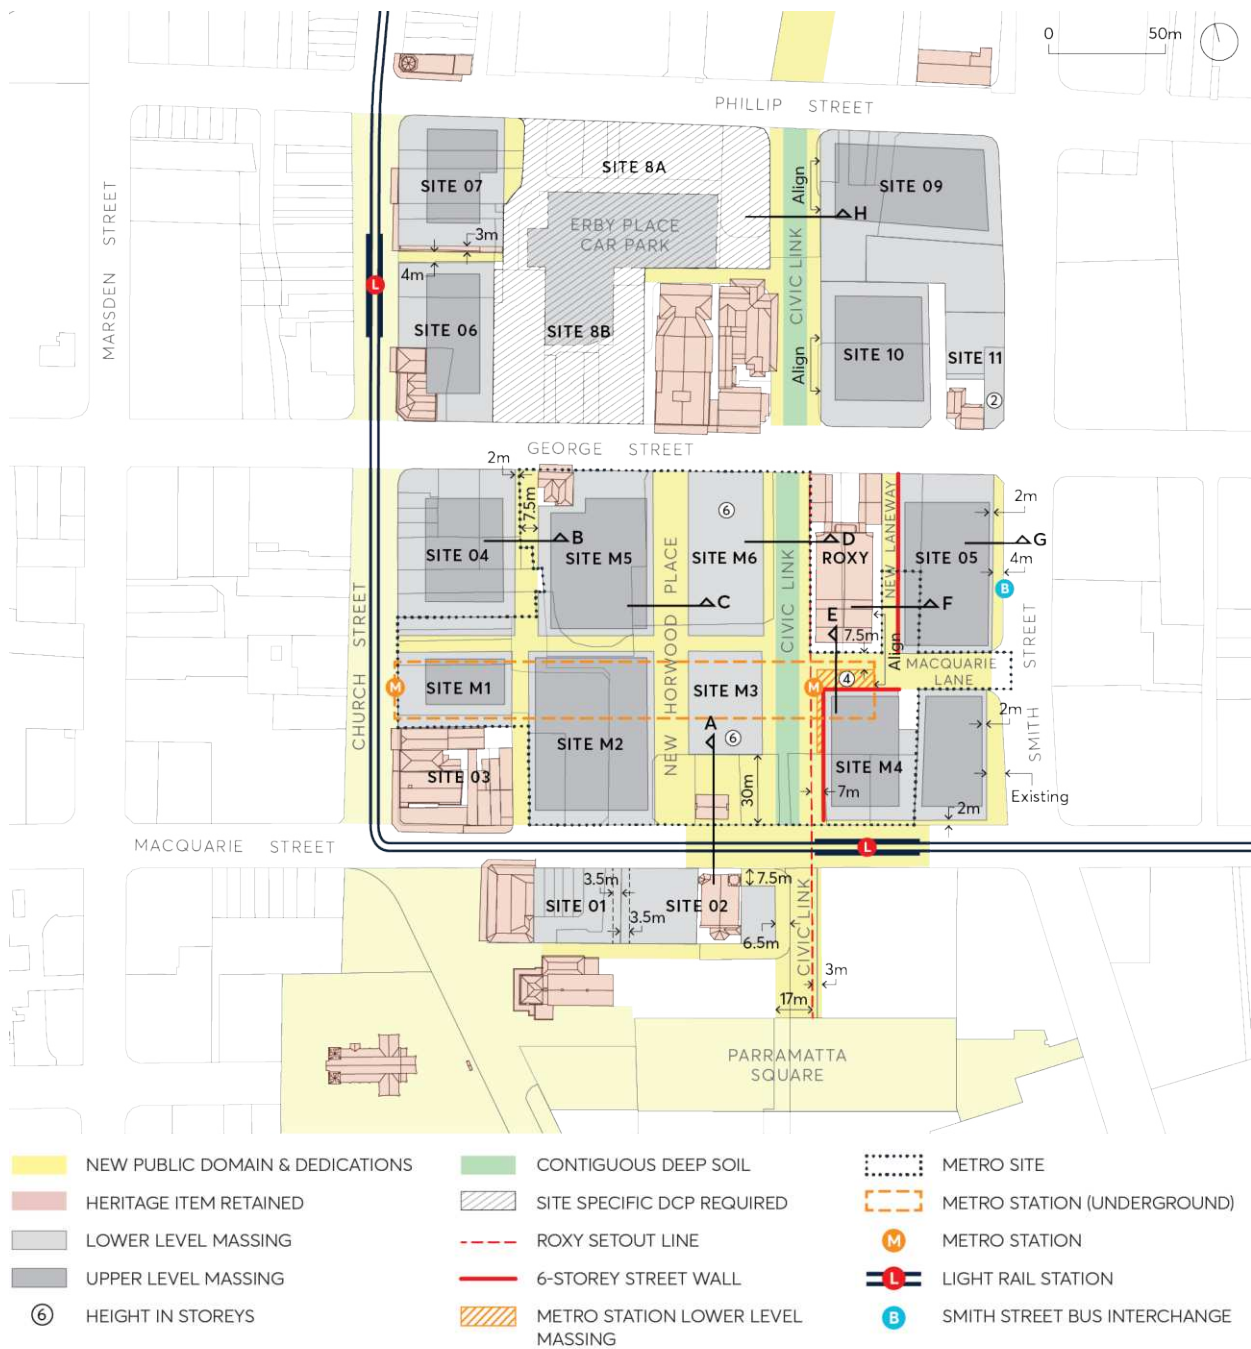 0 50m
PHILLIP STREET
MARSDEN STREET
SITE 07
SITE 8A
SITE 09
Align
H
ERBY PLACE
CAR PARK
CIVIC LINK
3m
4m
L
SITE 06
SITE 8B
Align
SITE 10
SITE 11
2
GEORGE STREET
2m
7.5m
6
NEW LANEWAY
2m
B
D
G
SITE 04
SITE M5
SITE M6
ROXY
SITE 05
4m
B
NEW HORWOOD PLACE
CIVIC LINK
C
E
F
CHURCH STREET
SMITH STREET
7.5m
Align
MACQUARIE
LANE
M
SITE M1
SITE M3
M
4
A
6
2m
SITE M2
SITE 03
SITE M4
30m
7m
Existing
2m
MACQUARIE STREET
L
3.5m
7.5m
SITE 01
SITE 02
3.5m
CIVIC LINK
6.5m
3m
17m
PARRAMATTA
SQUARE
NEW PUBLIC DOMAIN & DEDICATIONS
HERITAGE ITEM RETAINED
LOWER LEVEL MASSING
UPPER LEVEL MASSING
6 HEIGHT IN STOREYS
CONTIGUOUS DEEP SOIL
SITE SPECIFIC DCP REQUIRED
ROXY SETOUT LINE
6-STOREY STREET WALL
METRO STATION LOWER LEVEL
MASSING
METRO SITE
METRO STATION (UNDERGROUND)
M METRO STATION
L LIGHT RAIL STATION
B SMITH STREET BUS INTERCHANGE